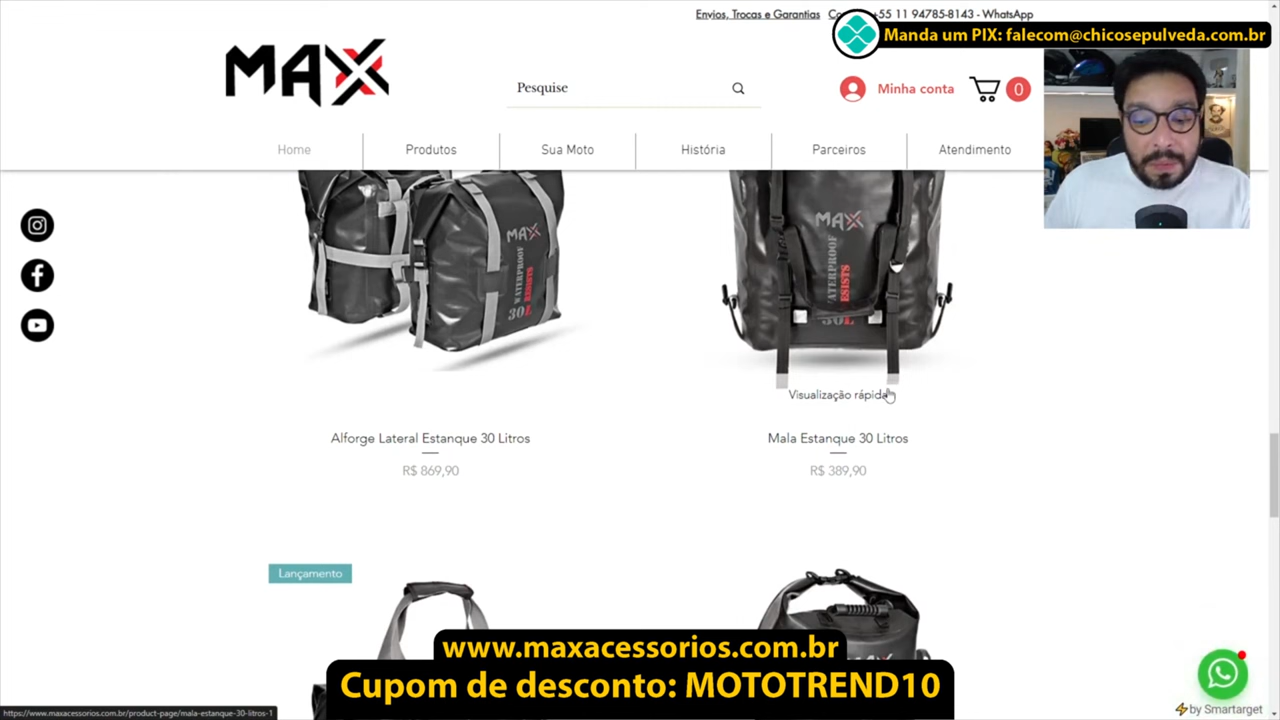 Envios, Trocas e Garantias
+55 11 94785-8143 - WhatsApp
Manda um PIX: falecom@chicosepulveda.com.br
MAX
Pesquise
Minha conta
0
Home
Produtos
Sua Moto
História
Parceiros
Atendimento
MAX
WATERPROOF
RESISTS
30L
MAX
WATERPROOF
RESISTS
30L
Visualização rápida
Alforge Lateral Estanque 30 Litros
R$ 869,90
Mala Estanque 30 Litros
R$ 389,90
Lançamento
MAX
www.maxacessorios.com.br
Cupom de desconto: MOTOTREND10
by Smartarget
https://www.maxacessorios.com.br/product-page/mala-estanque-30-litros-1